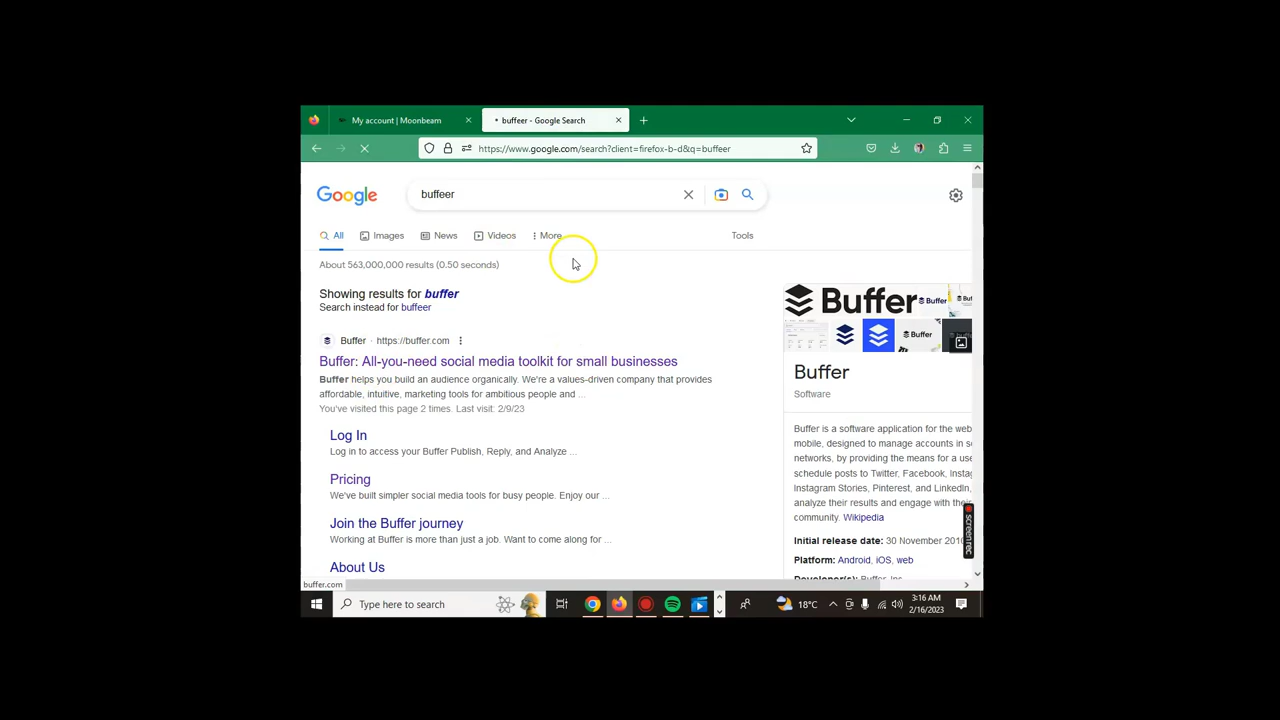 My account | Moonbeam
buffeer - Google Search
https://www.google.com/search?client=firefox-b-d&q=buffeer
Google
buffeer
All
Images
News
Videos
More
Tools
About 563,000,000 results (0.50 seconds)
Showing results for buffer
Search instead for buffeer
Buffer · https://buffer.com
Buffer: All-you-need social media toolkit for small businesses
Buffer helps you build an audience organically. We're a values-driven company that provides
affordable, intuitive, marketing tools for ambitious people and ...
You've visited this page 2 times. Last visit: 2/9/23
Log In
Log in to access your Buffer Publish, Reply, and Analyze ...
Pricing
We've built simpler social media tools for busy people. Enjoy our ...
Join the Buffer journey
Working at Buffer is more than just a job. Want to come along for ...
About Us
Buffer
Buffer
Buffer
Buffer
Software
Buffer is a software application for the web
mobile, designed to manage accounts in
networks, by providing the means for a use
schedule posts to Twitter, Facebook,
Instagram Stories, Pinterest, and LinkedIn,
analyze their results and engage with
community. Wikipedia
Initial release date: 30 November 2010
Platform: Android, iOS, web
Developer(s): Buffer, Inc.
screenrec
buffer.com
Type here to search
18°C
3:16 AM
2/16/2023